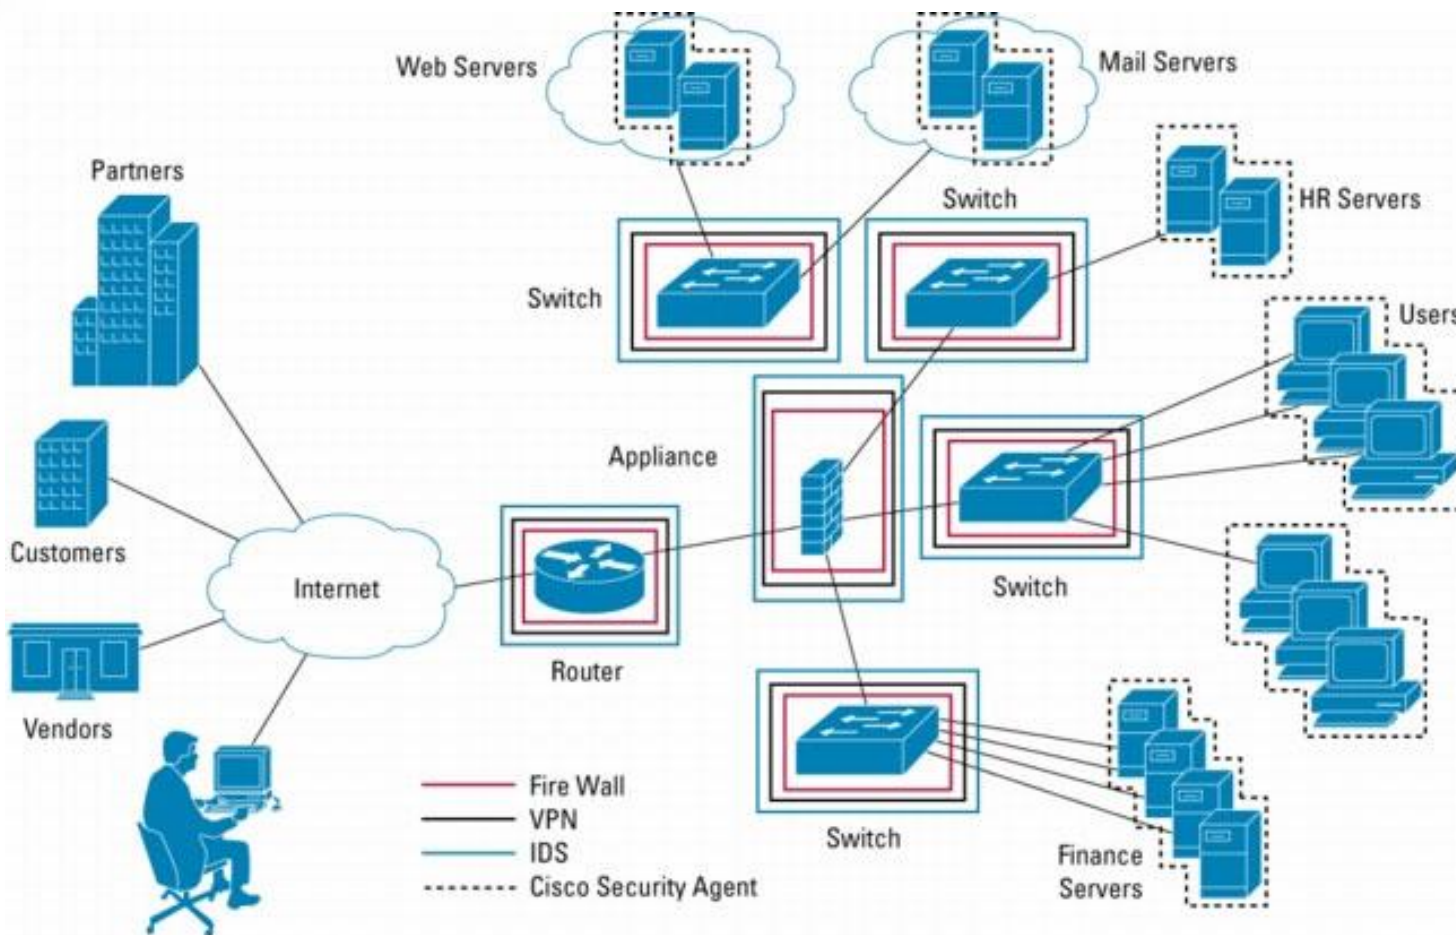 Web Servers
Mail Servers
Partners
Switch
HR Servers
Switch
Users
Appliance
Customers
Internet
Switch
Router
Vendors
Fire Wall
VPN
IDS
Cisco Security Agent
Switch
Finance
Servers